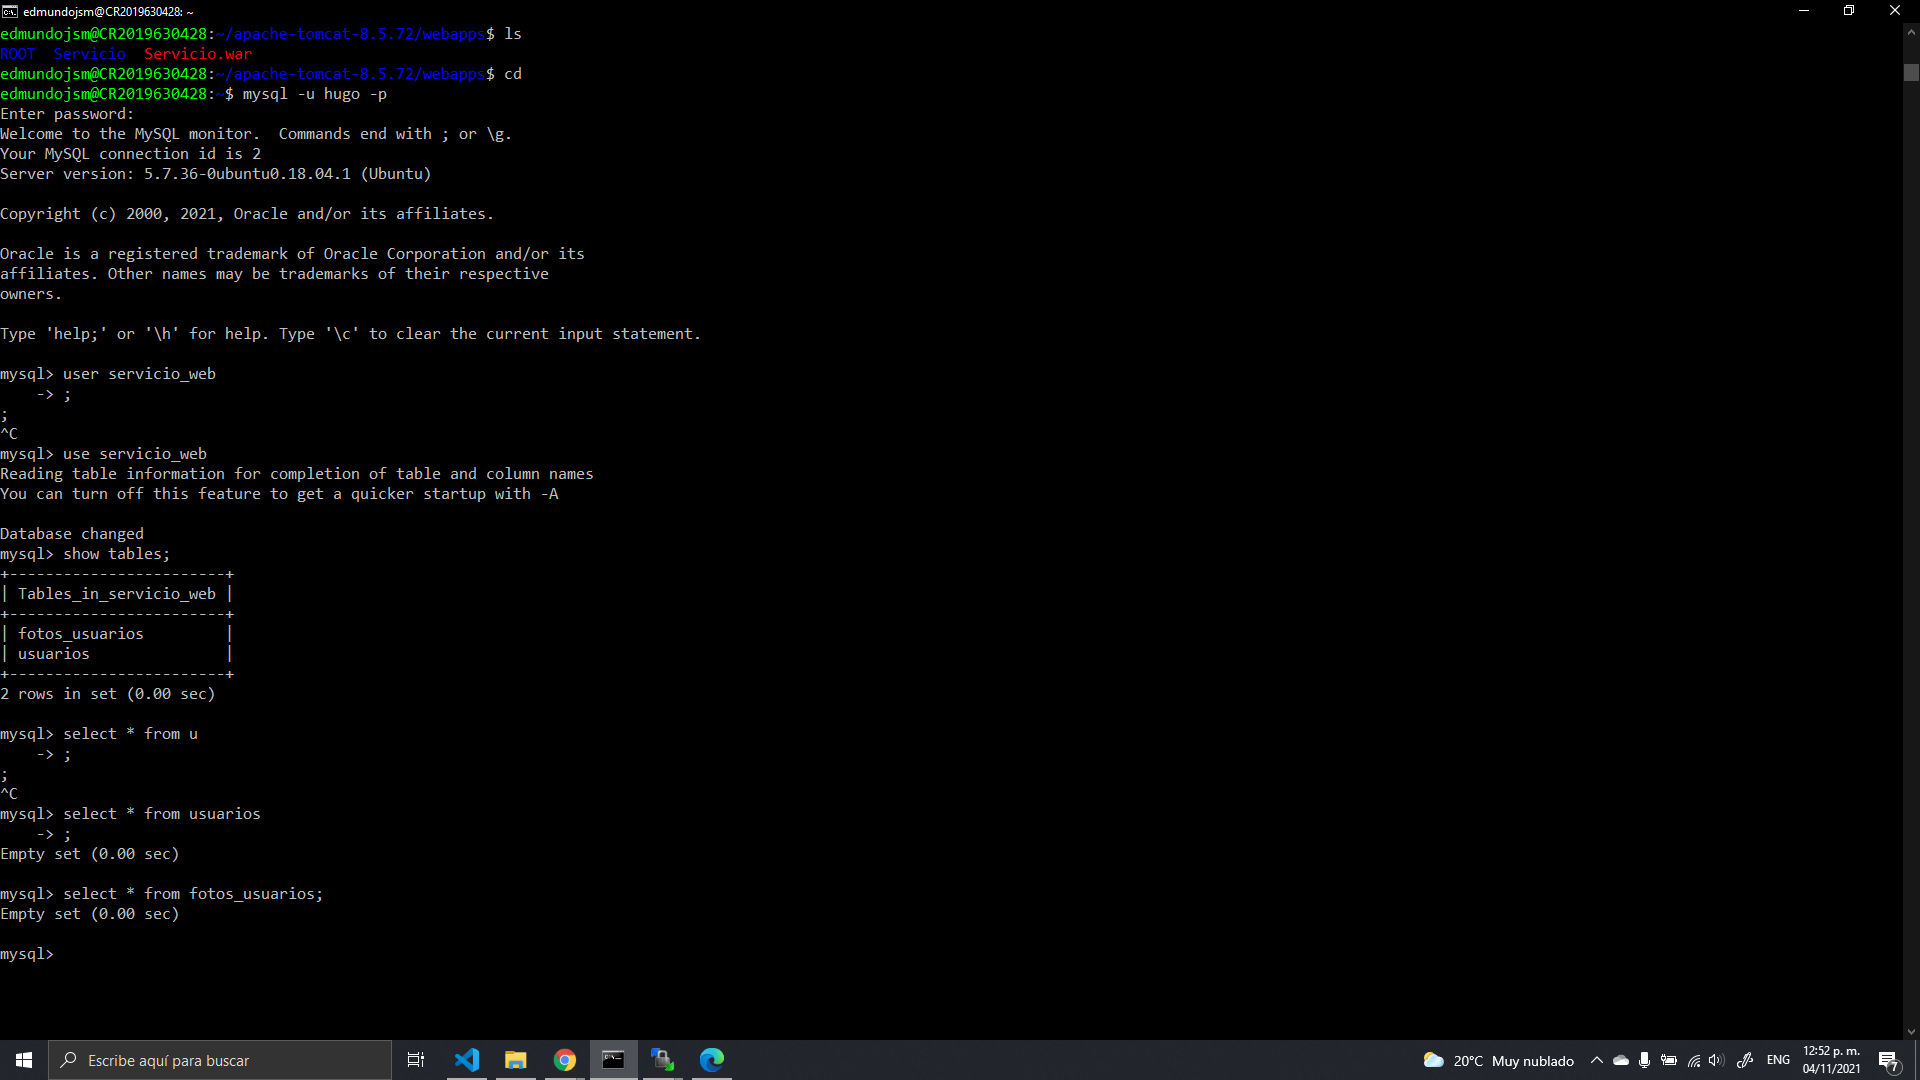 edmundojsm@CR2019630428: ~
edmundojsm@CR2019630428:~/apache-tomcat-8.5.72/webapps$ ls
ROOT  Servicio  Servicio.war
edmundojsm@CR2019630428:~/apache-tomcat-8.5.72/webapps$ cd
edmundojsm@CR2019630428:~$ mysql -u hugo -p
Enter password:
Welcome to the MySQL monitor.  Commands end with ; or \g.
Your MySQL connection id is 2
Server version: 5.7.36-0ubuntu0.18.04.1 (Ubuntu)
Copyright (c) 2000, 2021, Oracle and/or its affiliates.
Oracle is a registered trademark of Oracle Corporation and/or its
affiliates. Other names may be trademarks of their respective
owners.
Type 'help;' or '\h' for help. Type '\c' to clear the current input statement.
mysql> user servicio_web
    -> ;
;
^C
mysql> use servicio_web
Reading table information for completion of table and column names
You can turn off this feature to get a quicker startup with -A
Database changed
mysql> show tables;
+------------------------+
| Tables_in_servicio_web |
+------------------------+
| fotos_usuarios         |
| usuarios               |
+------------------------+
2 rows in set (0.00 sec)
mysql> select * from u
    -> ;
;
^C
mysql> select * from usuarios
    -> ;
Empty set (0.00 sec)
mysql> select * from fotos_usuarios;
Empty set (0.00 sec)
mysql>
Escribe aquí para buscar
20°C  Muy nublado
ENG
12:52 p. m.
04/11/2021
7